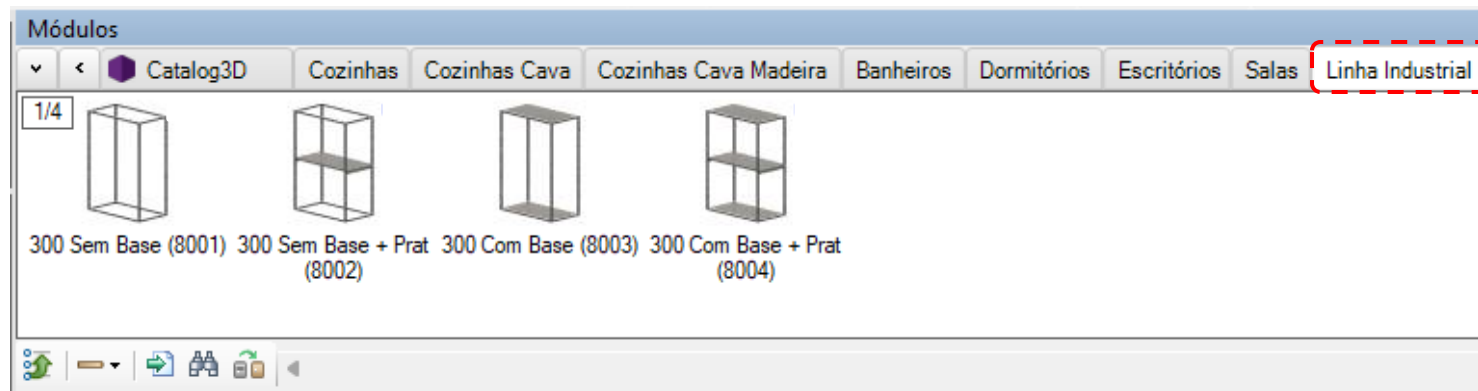 Módulos
Catalog3D Cozinhas Cozinhas Cava Cozinhas Cava Madeira Banheiros Dormitórios Escritórios Salas Linha Industrial
1/4
300 Sem Base (8001) 300 Sem Base + Prat 300 Com Base (8003) 300 Com Base + Prat
(8002) (8004)